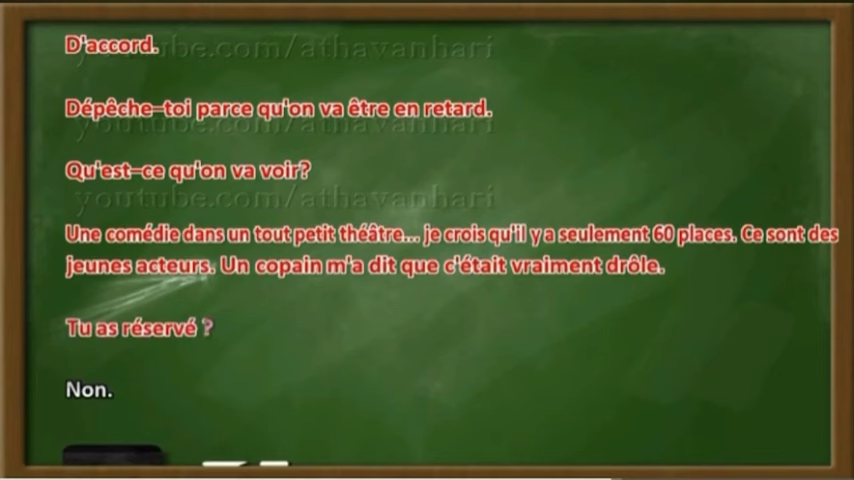 D'accord.
youtube.com/athavanhari
Dépêche-toi parce qu'on va être en retard.
youtube.com/athavanhari
Qu'est-ce qu'on va voir?
youtube.com/athavanhari
Une comédie dans un tout petit théâtre... je crois qu'il y a seulement 60 places. Ce sont des
jeunes acteurs. Un copain m'a dit que c'était vraiment drôle.
Tu as réservé ?
Non.